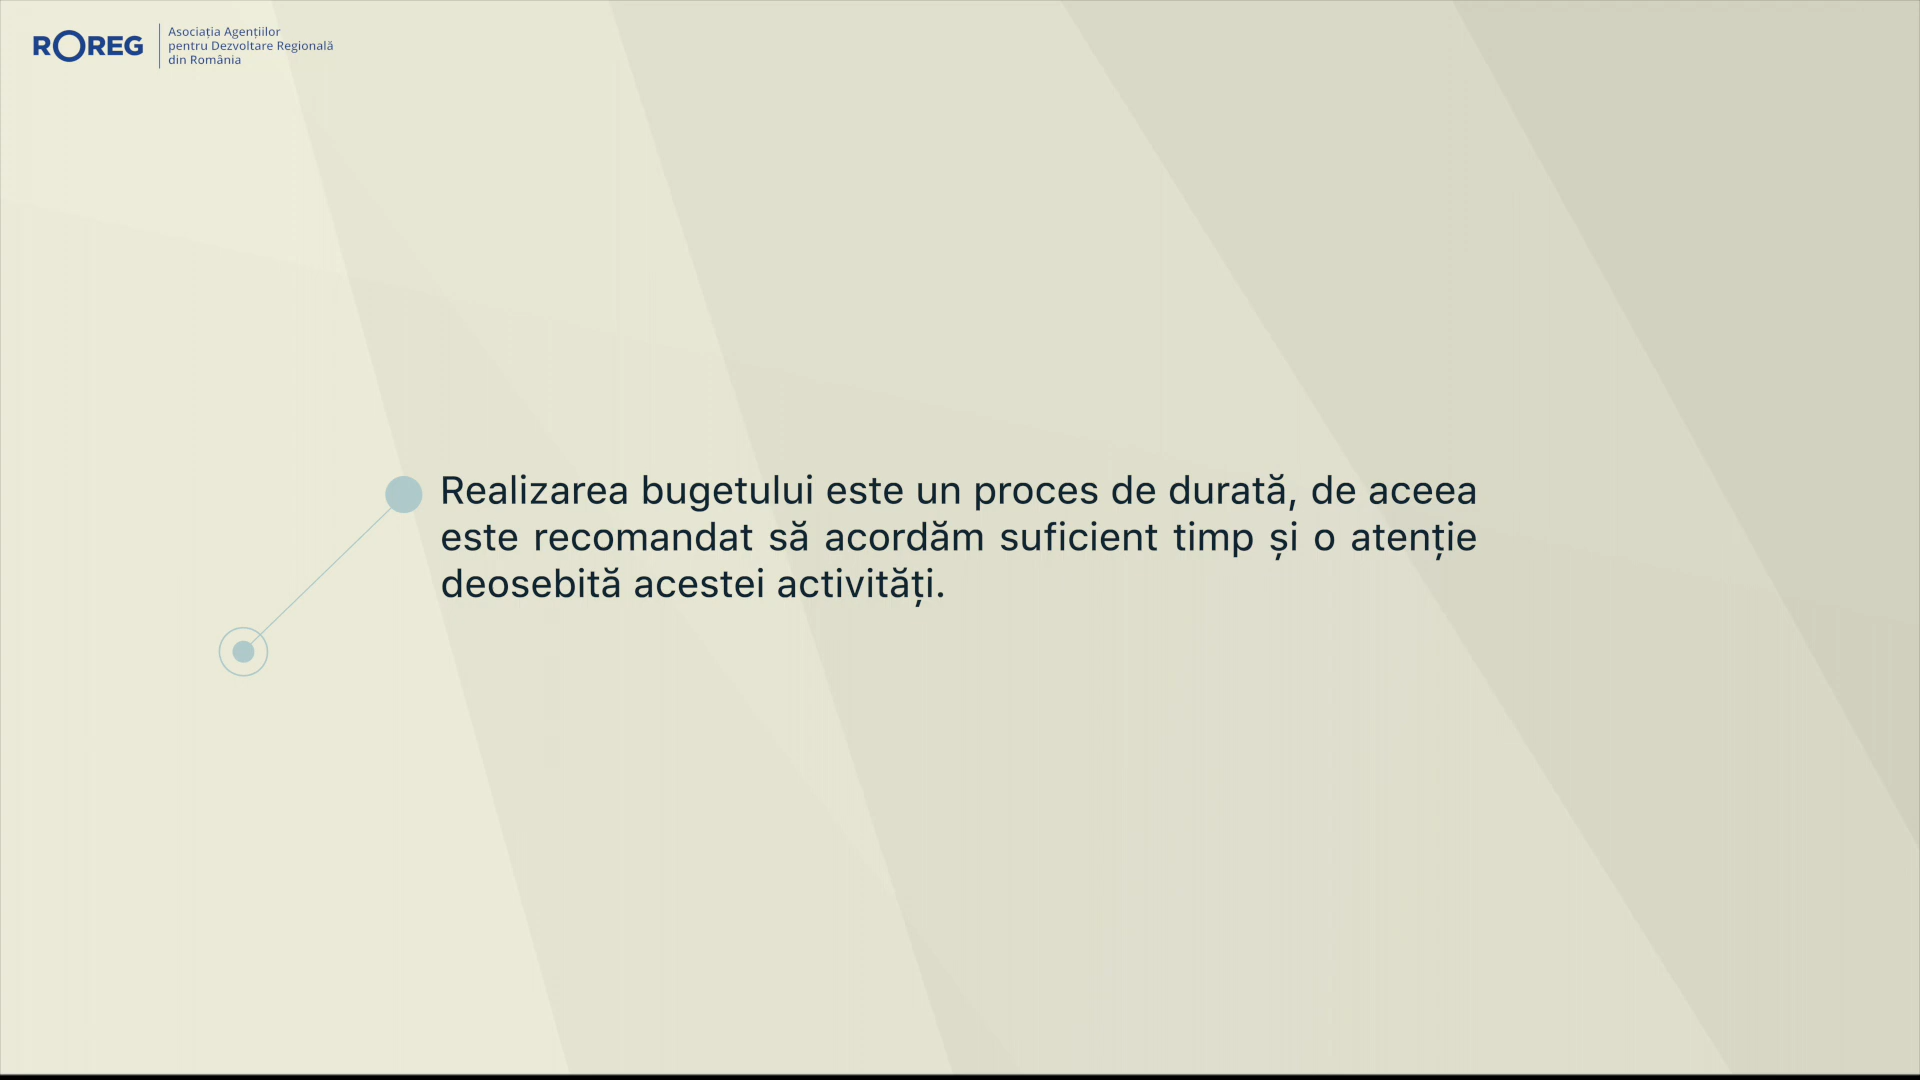 ROREG
Asociația Agențiilor
pentru Dezvoltare Regională
din România
Realizarea bugetului este un proces de durată, de aceea
este recomandat să acordăm suficient timp și o atenție
deosebită acestei activități.